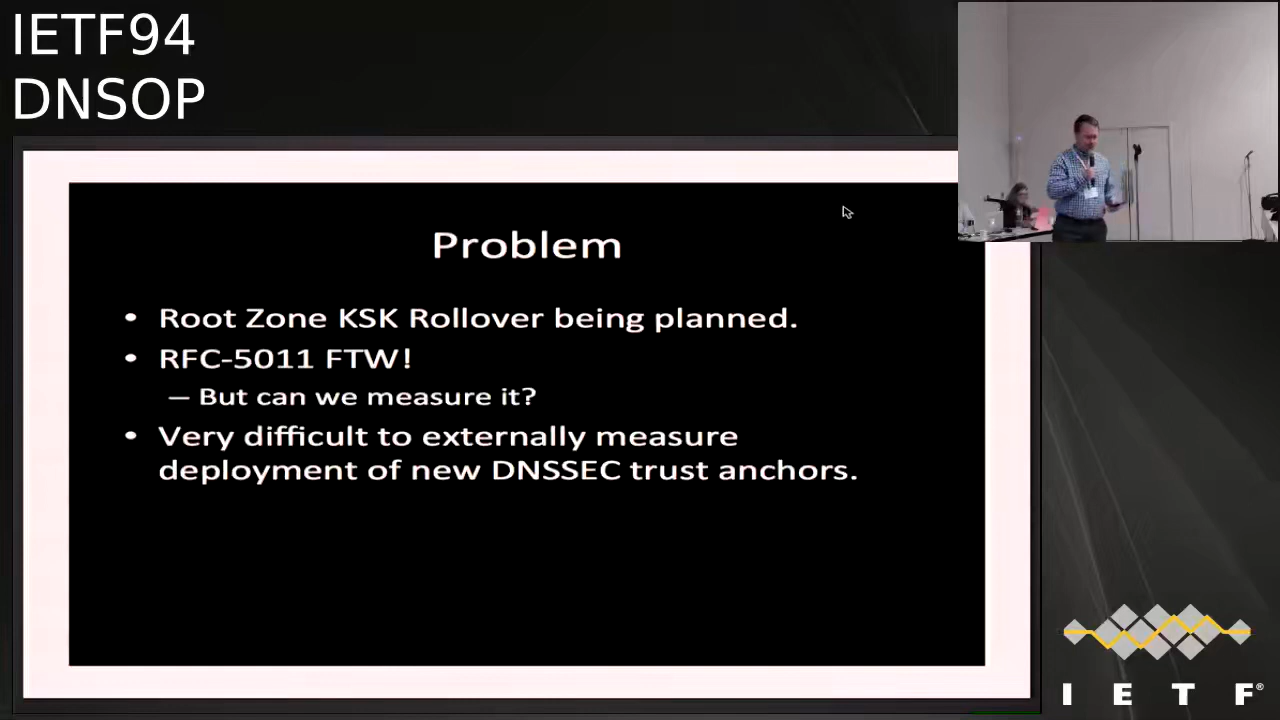 IETF94
DNSOP
Problem
• Root Zone KSK Rollover being planned.
• RFC-5011 FTW!
– But can we measure it?
• Very difficult to externally measure
deployment of new DNSSEC trust anchors.
I E T F®